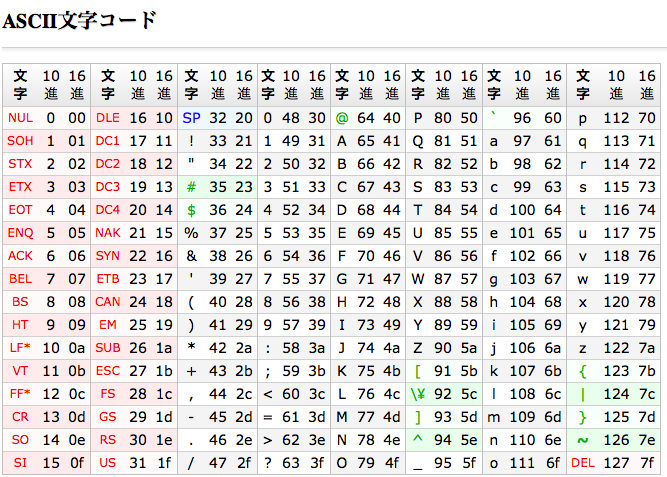 ASCII文字コード
文字 10進 16進 文字 10進 16進 文字 10進 16進 文字 10進 16進 文字 10進 16進 文字 10進 16進 文字 10進 16進 文字 10進 16進
NUL 0 00 DLE 16 10 SP 32 20 0 48 30 @ 64 40 P 80 50 ` 96 60 p 112 70
SOH 1 01 DC1 17 11 ! 33 21 1 49 31 A 65 41 Q 81 51 a 97 61 q 113 71
STX 2 02 DC2 18 12 " 34 22 2 50 32 B 66 42 R 82 52 b 98 62 r 114 72
ETX 3 03 DC3 19 13 # 35 23 3 51 33 C 67 43 S 83 53 c 99 63 s 115 73
EOT 4 04 DC4 20 14 $ 36 24 4 52 34 D 68 44 T 84 54 d 100 64 t 116 74
ENQ 5 05 NAK 21 15 % 37 25 5 53 35 E 69 45 U 85 55 e 101 65 u 117 75
ACK 6 06 SYN 22 16 & 38 26 6 54 36 F 70 46 V 86 56 f 102 66 v 118 76
BEL 7 07 ETB 23 17 ' 39 27 7 55 37 G 71 47 W 87 57 g 103 67 w 119 77
BS 8 08 CAN 24 18 ( 40 28 8 56 38 H 72 48 X 88 58 h 104 68 x 120 78
HT 9 09 EM 25 19 ) 41 29 9 57 39 I 73 49 Y 89 59 i 105 69 y 121 79
LF* 10 0a SUB 26 1a * 42 2a : 58 3a J 74 4a Z 90 5a j 106 6a z 122 7a
VT 11 0b ESC 27 1b + 43 2b ; 59 3b K 75 4b [ 91 5b k 107 6b { 123 7b
FF* 12 0c FS 28 1c , 44 2c < 60 3c L 76 4c \¥ 92 5c l 108 6c | 124 7c
CR 13 0d GS 29 1d - 45 2d = 61 3d M 77 4d ] 93 5d m 109 6d } 125 7d
SO 14 0e RS 30 1e . 46 2e > 62 3e N 78 4e ^ 94 5e n 110 6e ~ 126 7e
SI 15 0f US 31 1f / 47 2f ? 63 3f O 79 4f _ 95 5f o 111 6f DEL 127 7f